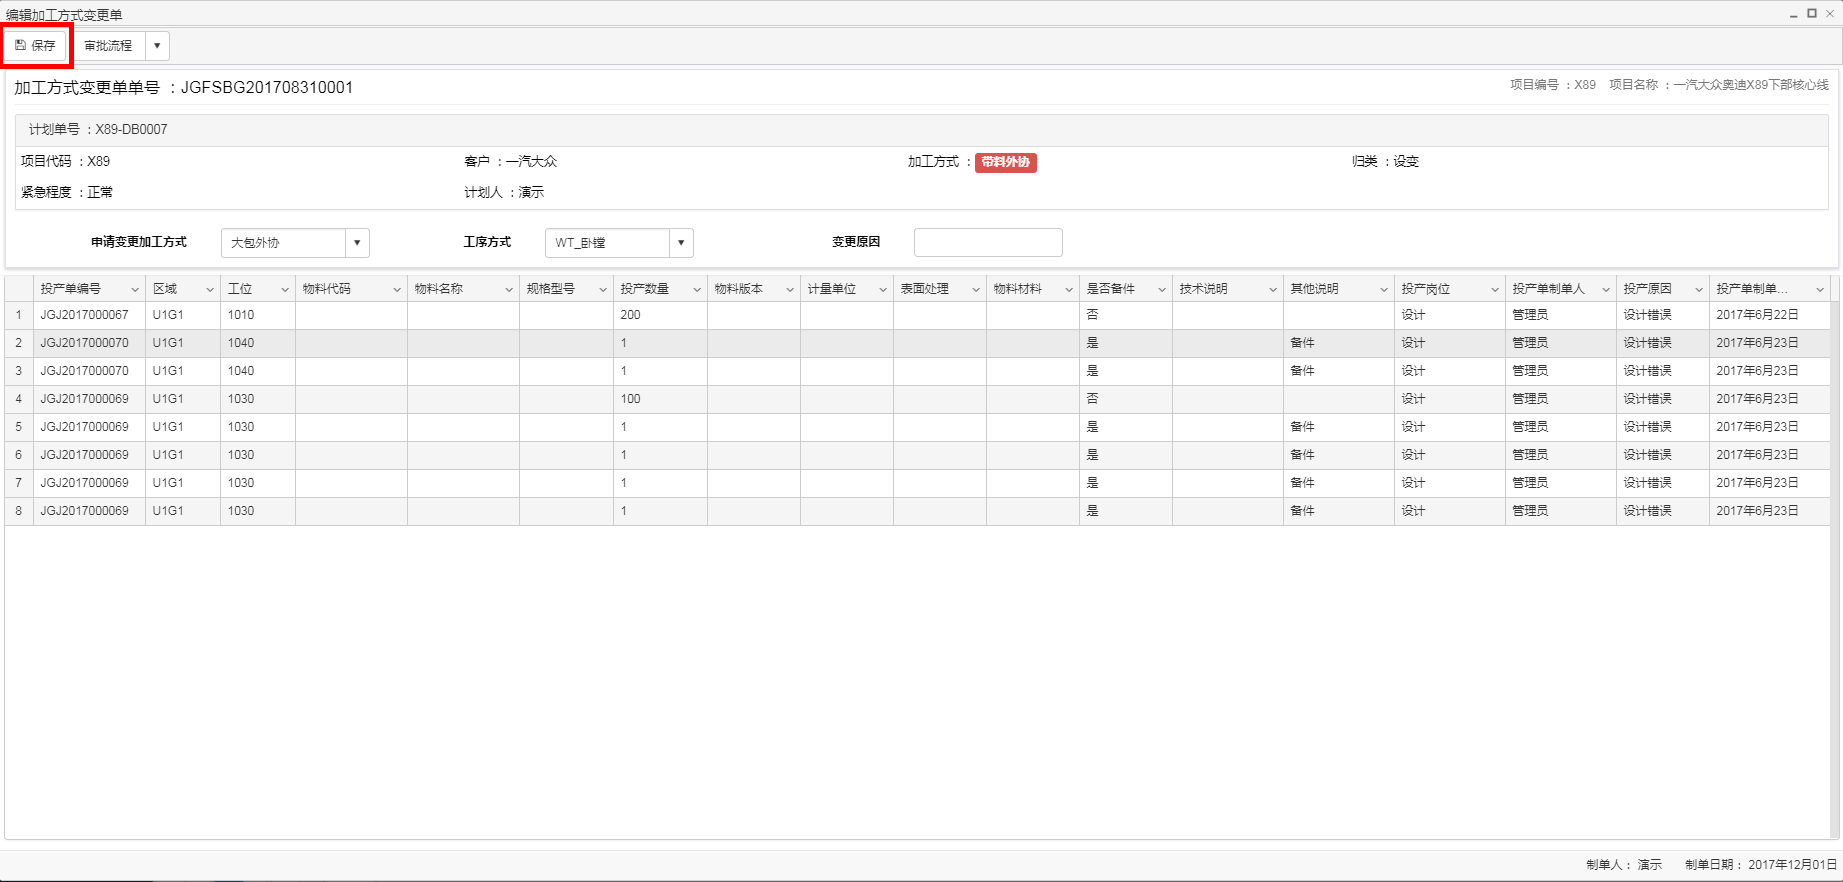 编辑加工方式变更单
保存 审批流程
加工方式变更单单号 ：JGFSBG201708310001 项目编号 ：X89 项目名称 ：一汽大众奥迪X89下部核心线
计划单号 ：X89-DB0007
项目代码 ：X89 客户 ：一汽大众 加工方式 ：带料外协 归类 ：设变
紧急程度 ：正常 计划人 ：演示
申请变更加工方式 大包外协 工序方式 WT_卧镗 变更原因
投产单编号 区域 工位 物料代码 物料名称 规格型号 投产数量 物料版本 计量单位 表面处理 物料材料 是否备件 技术说明 其他说明 投产岗位 投产单制单人 投产原因 投产单制单...
1 JGJ2017000067 U1G1 1010 200 否 设计 管理员 设计错误 2017年6月22日
2 JGJ2017000070 U1G1 1040 1 是 备件 设计 管理员 设计错误 2017年6月23日
3 JGJ2017000070 U1G1 1040 1 是 备件 设计 管理员 设计错误 2017年6月23日
4 JGJ2017000069 U1G1 1030 100 否 设计 管理员 设计错误 2017年6月23日
5 JGJ2017000069 U1G1 1030 1 是 备件 设计 管理员 设计错误 2017年6月23日
6 JGJ2017000069 U1G1 1030 1 是 备件 设计 管理员 设计错误 2017年6月23日
7 JGJ2017000069 U1G1 1030 1 是 备件 设计 管理员 设计错误 2017年6月23日
8 JGJ2017000069 U1G1 1030 1 是 备件 设计 管理员 设计错误 2017年6月23日
制单人： 演示 制单日期： 2017年12月01日